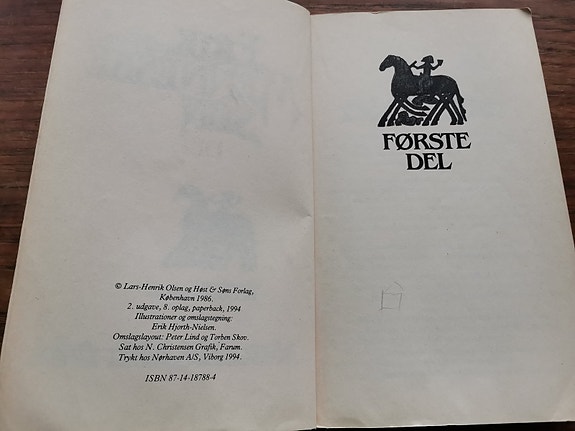 © Lars-Henrik Olsen og Høst & Søns Forlag,
København 1986.
2. udgave, 8. oplag, paperback, 1994
Illustrationer og omslagstegning:
Erik Hjorth-Nielsen.
Omslagslayout: Peter Lind og Torben Skov.
Sat hos N. Christensen Grafik, Farum.
Trykt hos Nørhaven A/S, Viborg 1994.
ISBN 87-14-18788-4
FØRSTE
DEL